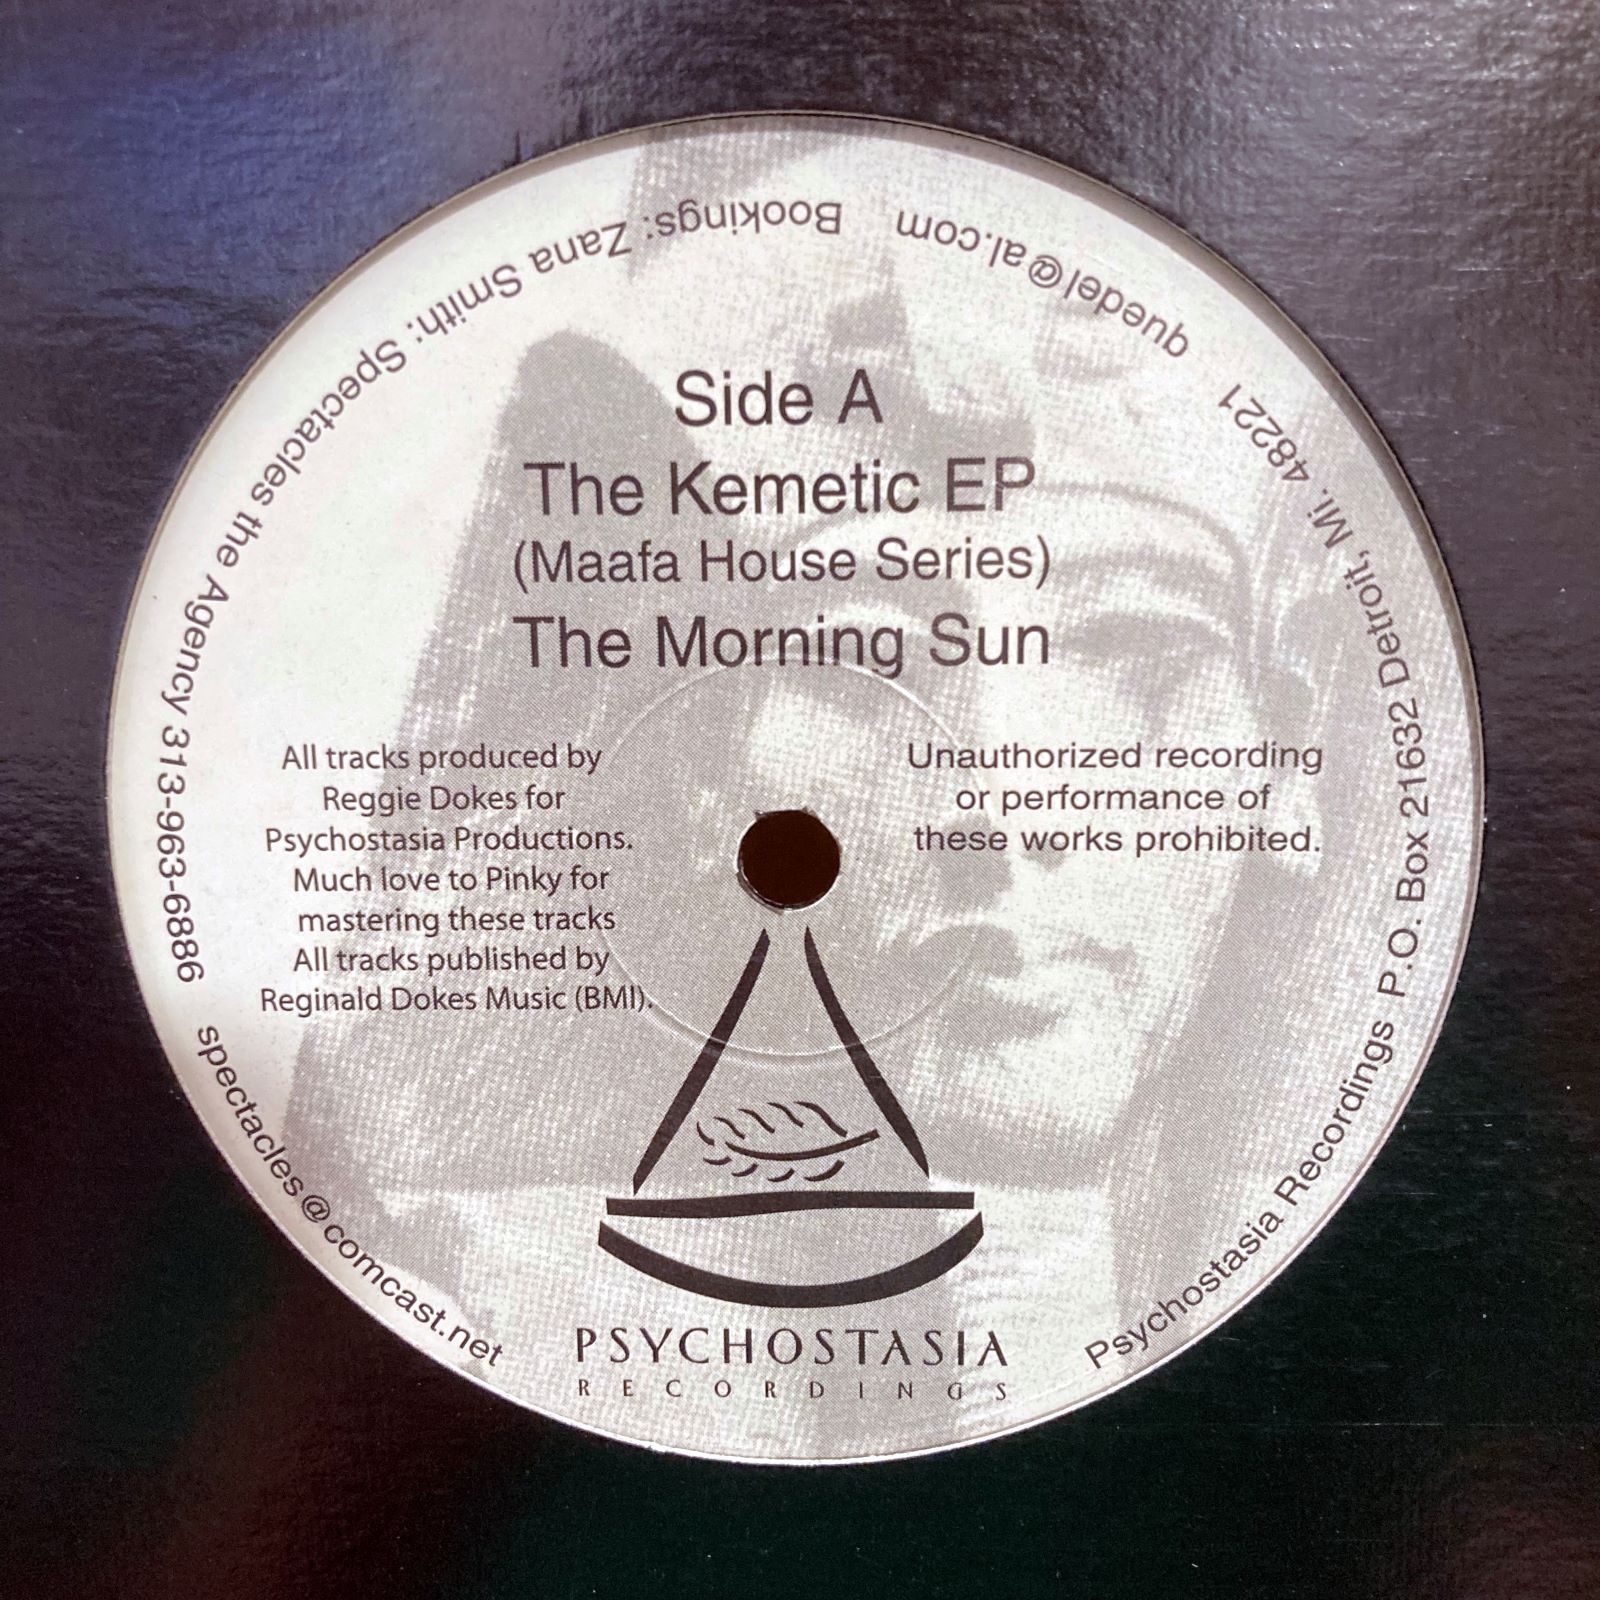 Side A
The Kemetic EP
(Maafa House Series)
The Morning Sun
All tracks produced by
Reggie Dokes for
Psychostasia Productions.
Much love to Pinky for
mastering these tracks
All tracks published by
Reginald Dokes Music (BMI).
Unauthorized recording
or performance of
these works prohibited.
PSYCHOSTASIA
RECORDINGS
Psychostasia Recordings P.O. Box 21632 Detroit, Mi. 48221
quedel@al.com
Bookings: Zana Smith: Spectacles the Agency 313-963-6886
spectacles@comcast.net